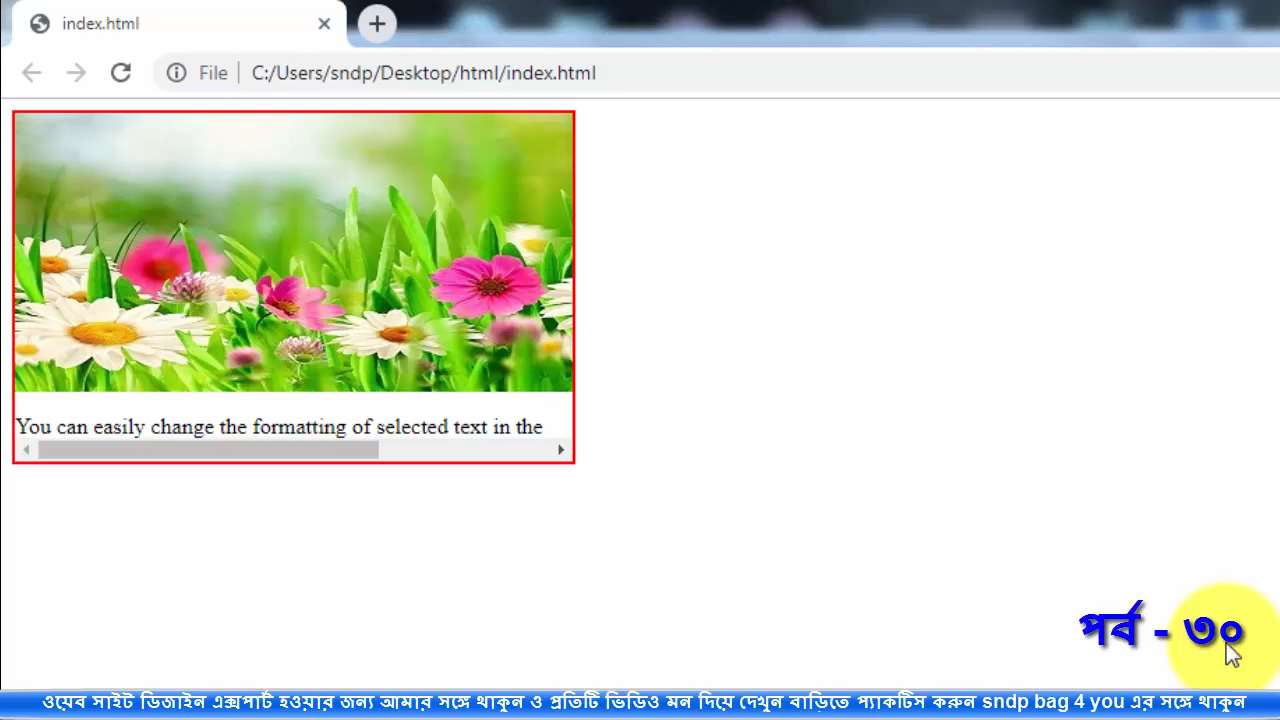 index.html
File
C:/Users/sndp/Desktop/html/index.html
You can easily change the formatting of selected text in the
পর্ব - ৩০
ওয়েব সাইট ডিজাইন এক্সপার্ট হওয়ার জন্য আমার সঙ্গে থাকুন ও প্রতিটি ভিডিও মন দিয়ে দেখুন বাড়িতে প্যাকটিস করুন sndp bag 4 you এর সঙ্গে থাকুন